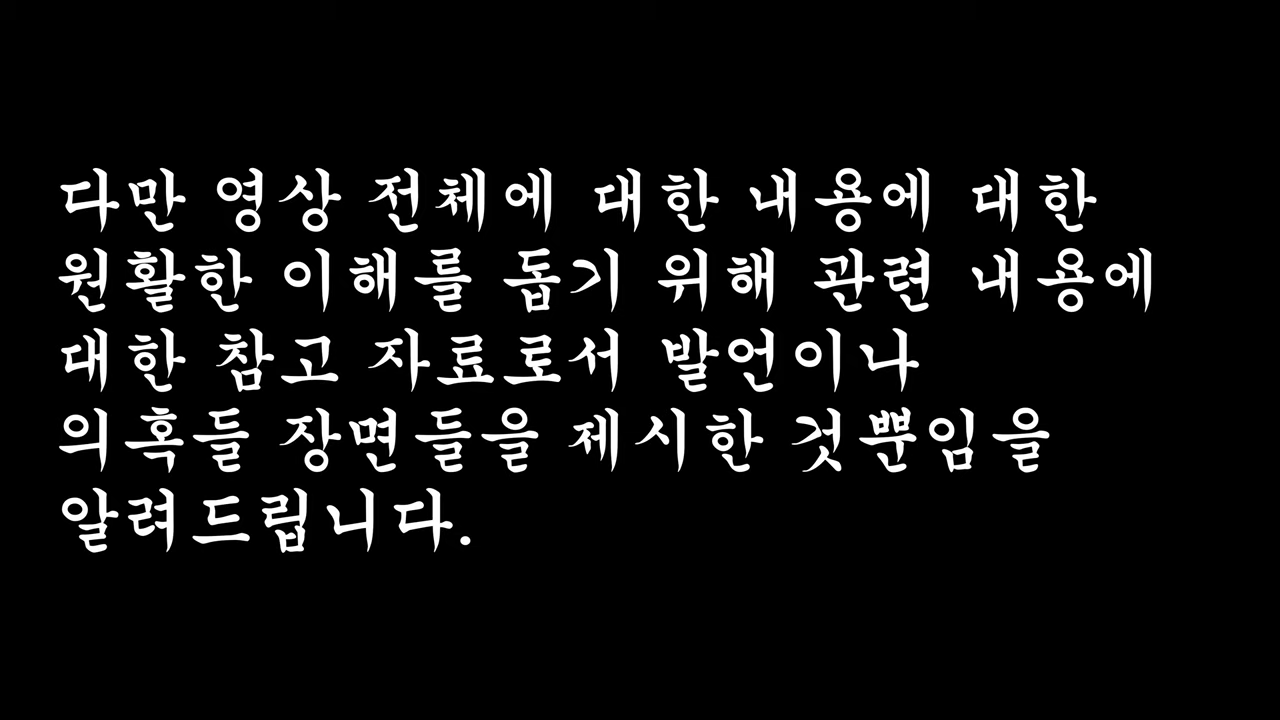 다만 영상 전체에 대한 내용에 대한
원활한 이해를 돕기 위해 관련 내용에
대한 참고 자료로서 발언이나
의혹들 장면들을 제시한 것뿐임을
알려드립니다.